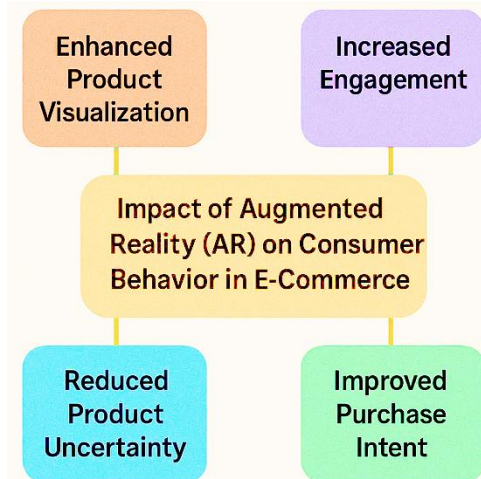 Enhanced
Product
Visualization
Increased
Engagement
Impact of Augmented
Reality (AR) on Consumer
Behavior in E-Commerce
Reduced
Product
Uncertainty
Improved
Purchase
Intent